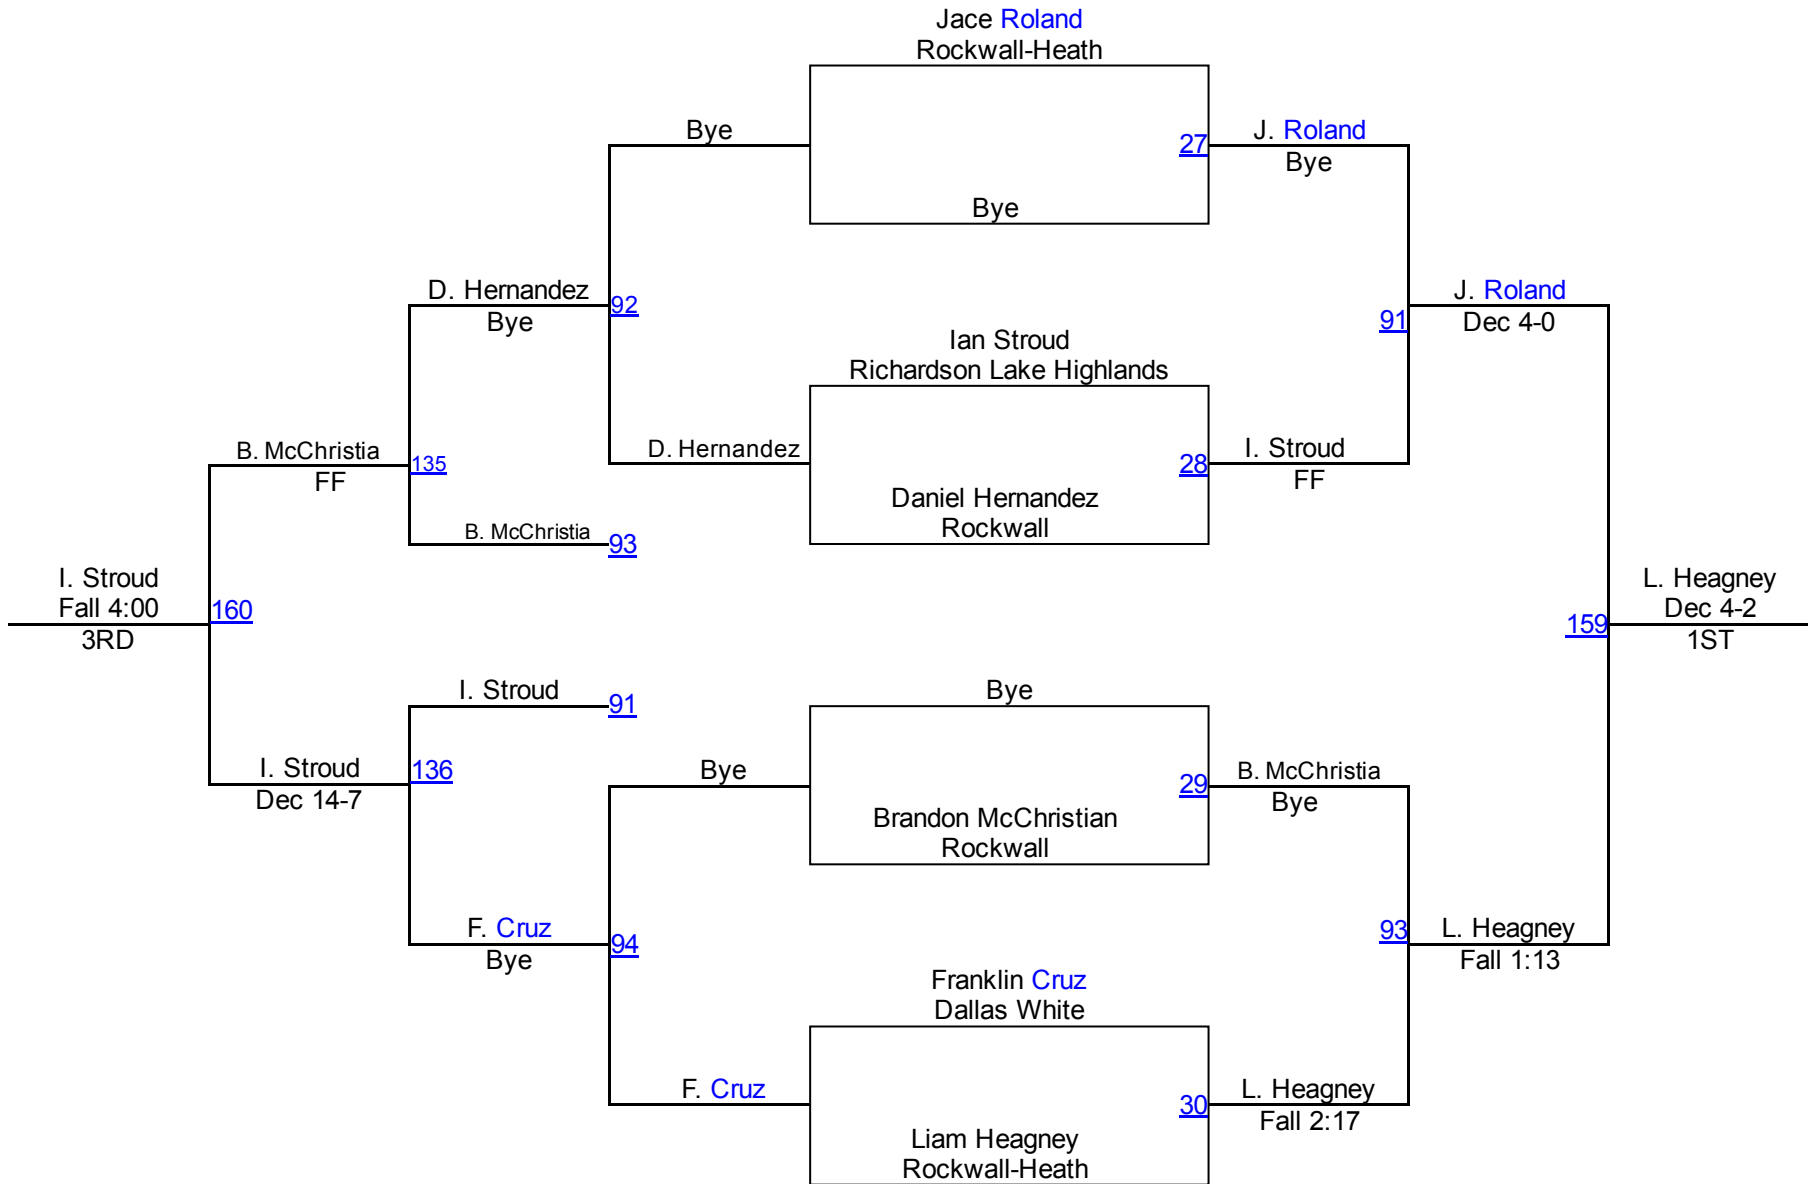 Jace Roland
Rockwall-Heath
Bye
27
J. Roland
Bye
Bye
D. Hernandez
Bye
92
J. Roland
Dec 4-0
91
Ian Stroud
Richardson Lake Highlands
B. McChristia
FF
135
D. Hernandez
28
I. Stroud
FF
Daniel Hernandez
Rockwall
B. McChristia
93
I. Stroud
Fall 4:00
3RD
160
L. Heagney
Dec 4-2
1ST
159
I. Stroud
91
Bye
I. Stroud
Dec 14-7
136
Bye
29
B. McChristia
Bye
Brandon McChristian
Rockwall
F. Cruz
Bye
94
93
L. Heagney
Fall 1:13
Franklin Cruz
Dallas White
F. Cruz
30
L. Heagney
Fall 2:17
Liam Heagney
Rockwall-Heath